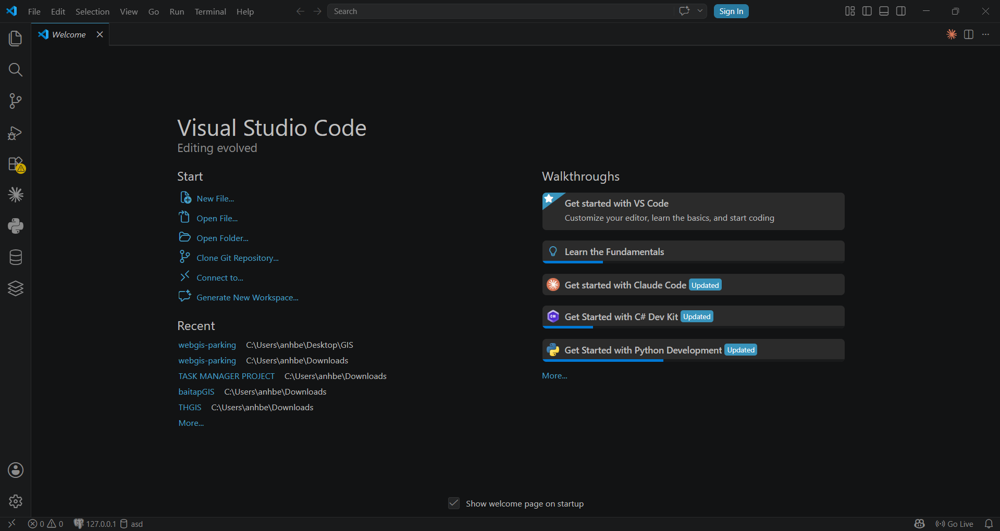 File Edit Selection View Go Run Terminal Help Search Sign In
Welcome
Visual Studio Code
Editing evolved
Start
New File...
Open File...
Open Folder...
Clone Git Repository...
Connect to...
Generate New Workspace...
Recent
webgis-parking C:\Users\anhbe\Desktop\GIS
webgis-parking C:\Users\anhbe\Downloads
TASK MANAGER PROJECT C:\Users\anhbe\Downloads
baitapGIS C:\Users\anhbe\Downloads
THGIS C:\Users\anhbe\Downloads
More...
Walkthroughs
Get started with VS Code
Customize your editor, learn the basics, and start coding
Learn the Fundamentals
Get started with Claude Code Updated
Get Started with C# Dev Kit Updated
Get Started with Python Development Updated
More...
Show welcome page on startup
0 0 127.0.0.1 asd Go Live